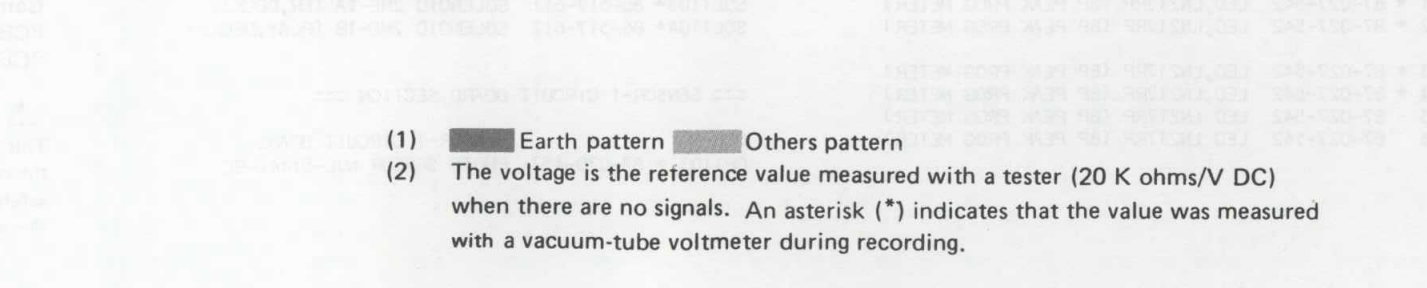 (1) Earth pattern Others pattern
(2) The voltage is the reference value measured with a tester (20 K ohms/V DC)
when there are no signals. An asterisk (*) indicates that the value was measured
with a vacuum-tube voltmeter during recording.